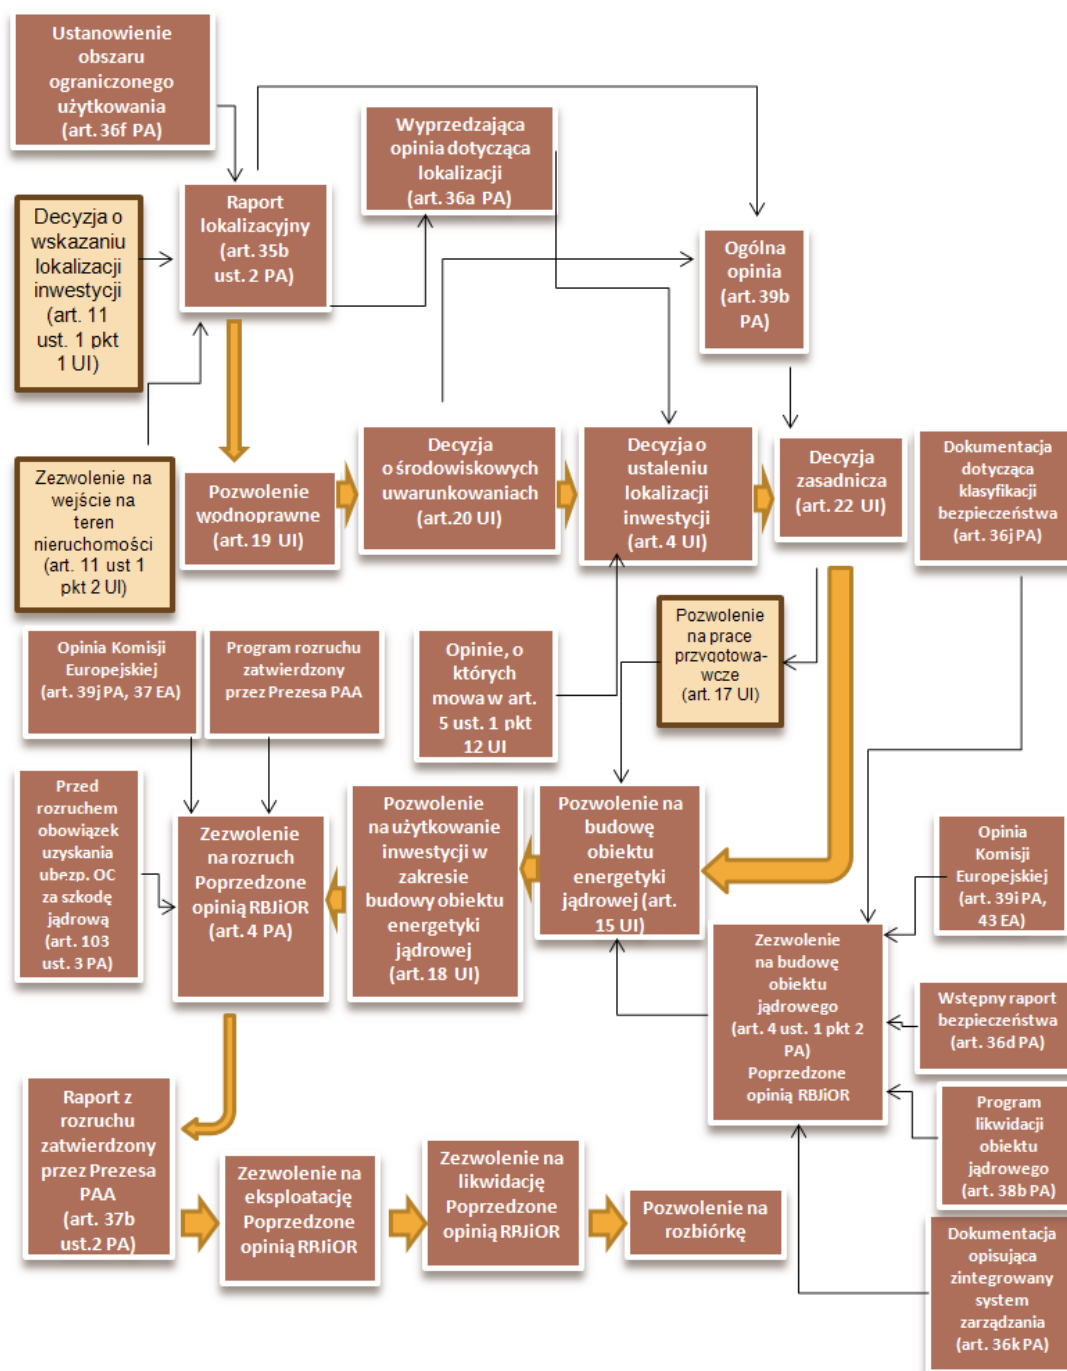 Ustanowienie
obszaru
ograniczonego
użytkowania
(art. 36f PA)
Wyprzedzająca
opinia dotycząca
lokalizacji
(art. 36a PA)
Raport
lokalizacyjny
(art. 35b
ust. 2 PA)
Decyzja o
wskazaniu
lokalizacji
inwestycji
(art. 11
ust. 1 pkt
1 UI)
Ogólna
opinia
(art. 39b
PA)
Zezwolenie na
wejście na
teren
nieruchomości
(art. 11 ust 1
pkt 2 UI)
Pozwolenie
wodnoprawne
(art. 19 UI)
Decyzja
o środowiskowych
uwarunkowaniach
(art.20 UI)
Decyzja o
ustaleniu
lokalizacji
inwestycji
(art. 4 UI)
Decyzja
zasadnicza
(art. 22 UI)
Dokumentacja
dotycząca
klasyfikacji
bezpieczeństwa
(art. 36j PA)
Opinia Komisji
Europejskiej
(art. 39j PA, 37 EA)
Program rozruchu
zatwierdzony
przez Prezesa PAA
Opinie, o
których
mowa w art.
5 ust. 1 pkt
12 UI
Pozwolenie
na prace
przygotowa-
wcze
(art. 17 UI)
Przed
rozruchem
obowiązek
uzyskania
ubezp. OC
za szkodę
jądrową
(art. 103
ust. 3 PA)
Zezwolenie
na rozruch
Poprzedzone
opinią RBJiOR
(art. 4 PA)
Pozwolenie
na użytkowanie
inwestycji w
zakresie
budowy obiektu
energetyki
jądrowej
(art. 18 UI)
Pozwolenie na
budowę
obiektu
energetyki
jądrowej (art.
15 UI)
Opinia
Komisji
Europejskiej
(art. 39i PA,
43 EA)
Zezwolenie
na budowę
obiektu
jądrowego
(art. 4 ust. 1 pkt 2
PA)
Poprzedzone
opinią RBJiOR
Wstępny raport
bezpieczeństwa
(art. 36d PA)
Program
likwidacji
obiektu
jądrowego
(art. 38b PA)
Dokumentacja
opisująca
zintegrowany
system
zarządzania
(art. 36k PA)
Raport z
rozruchu
zatwierdzony
przez Prezesa
PAA
(art. 37b
ust.2 PA)
Zezwolenie na
eksploatację
Poprzedzone
opinią RBJiOR
Zezwolenie na
likwidację
Poprzedzone
opinią RBJiOR
Pozwolenie na
rozbiórkę